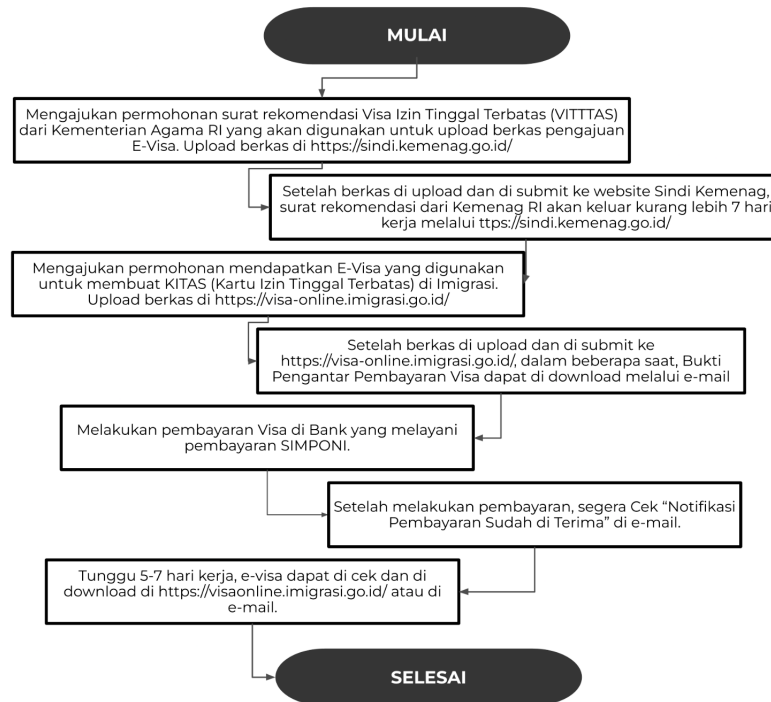 MULAI
Mengajukan permohonan surat rekomendasi Visa Izin Tinggal Terbatas (VITTTAS)
dari Kementerian Agama RI yang akan digunakan untuk upload berkas pengajuan
E-Visa. Upload berkas di https://sindi.kemenag.go.id/
Setelah berkas di upload dan di submit ke website Sindi Kemenag,
surat rekomendasi dari Kemenag RI akan keluar kurang lebih 7 hari
kerja melalui ttps://sindi.kemenag.go.id/
Mengajukan permohonan mendapatkan E-Visa yang digunakan
untuk membuat KITAS (Kartu Izin Tinggal Terbatas) di Imigrasi.
Upload berkas di https://visa-online.imigrasi.go.id/
Setelah berkas di upload dan di submit ke
https://visa-online.imigrasi.go.id/, dalam beberapa saat, Bukti
Pengantar Pembayaran Visa dapat di download melalui e-mail
Melakukan pembayaran Visa di Bank yang melayani
pembayaran SIMPONI.
Setelah melakukan pembayaran, segera Cek “Notifikasi
Pembayaran Sudah di Terima” di e-mail.
Tunggu 5-7 hari kerja, e-visa dapat di cek dan di
download di https://visaonline.imigrasi.go.id/ atau di
e-mail.
SELESAI